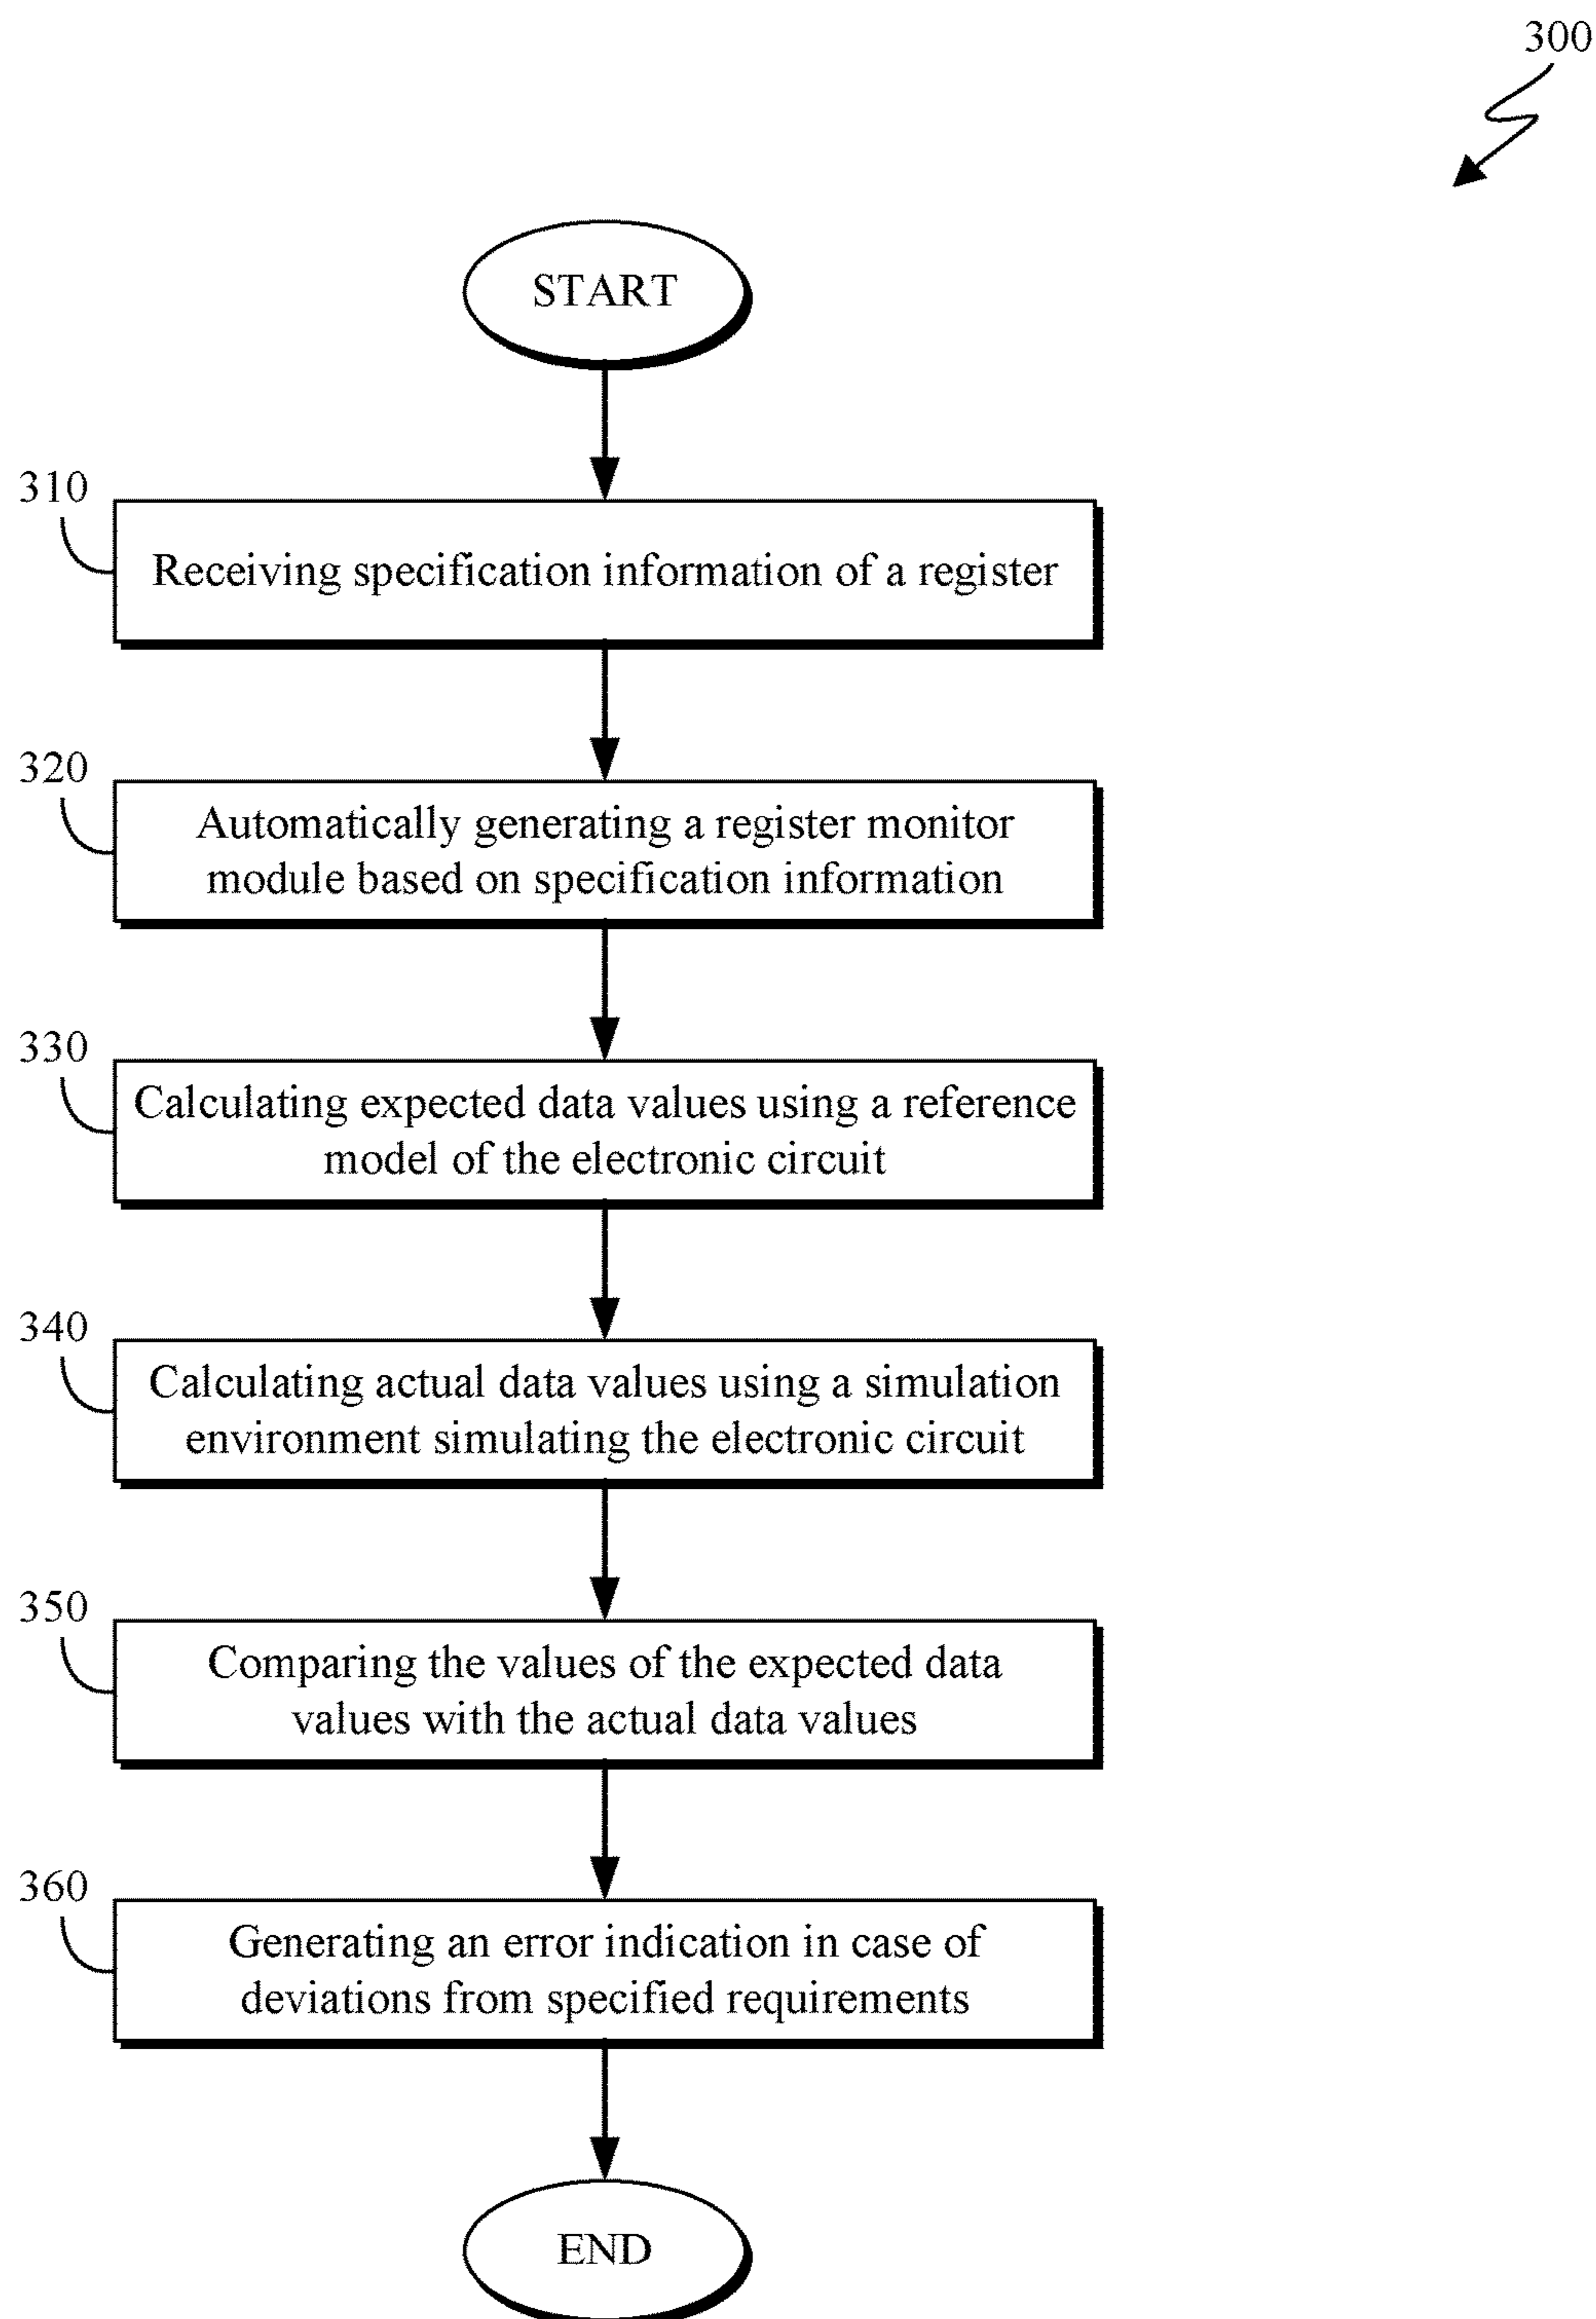 300
START
310
Receiving specification information of a register
320
Automatically generating a register monitor
module based on specification information
330
Calculating expected data values using a reference
model of the electronic circuit
340
Calculating actual data values using a simulation
environment simulating the electronic circuit
350
Comparing the values of the expected data
values with the actual data values
360
Generating an error indication in case of
deviations from specified requirements
END